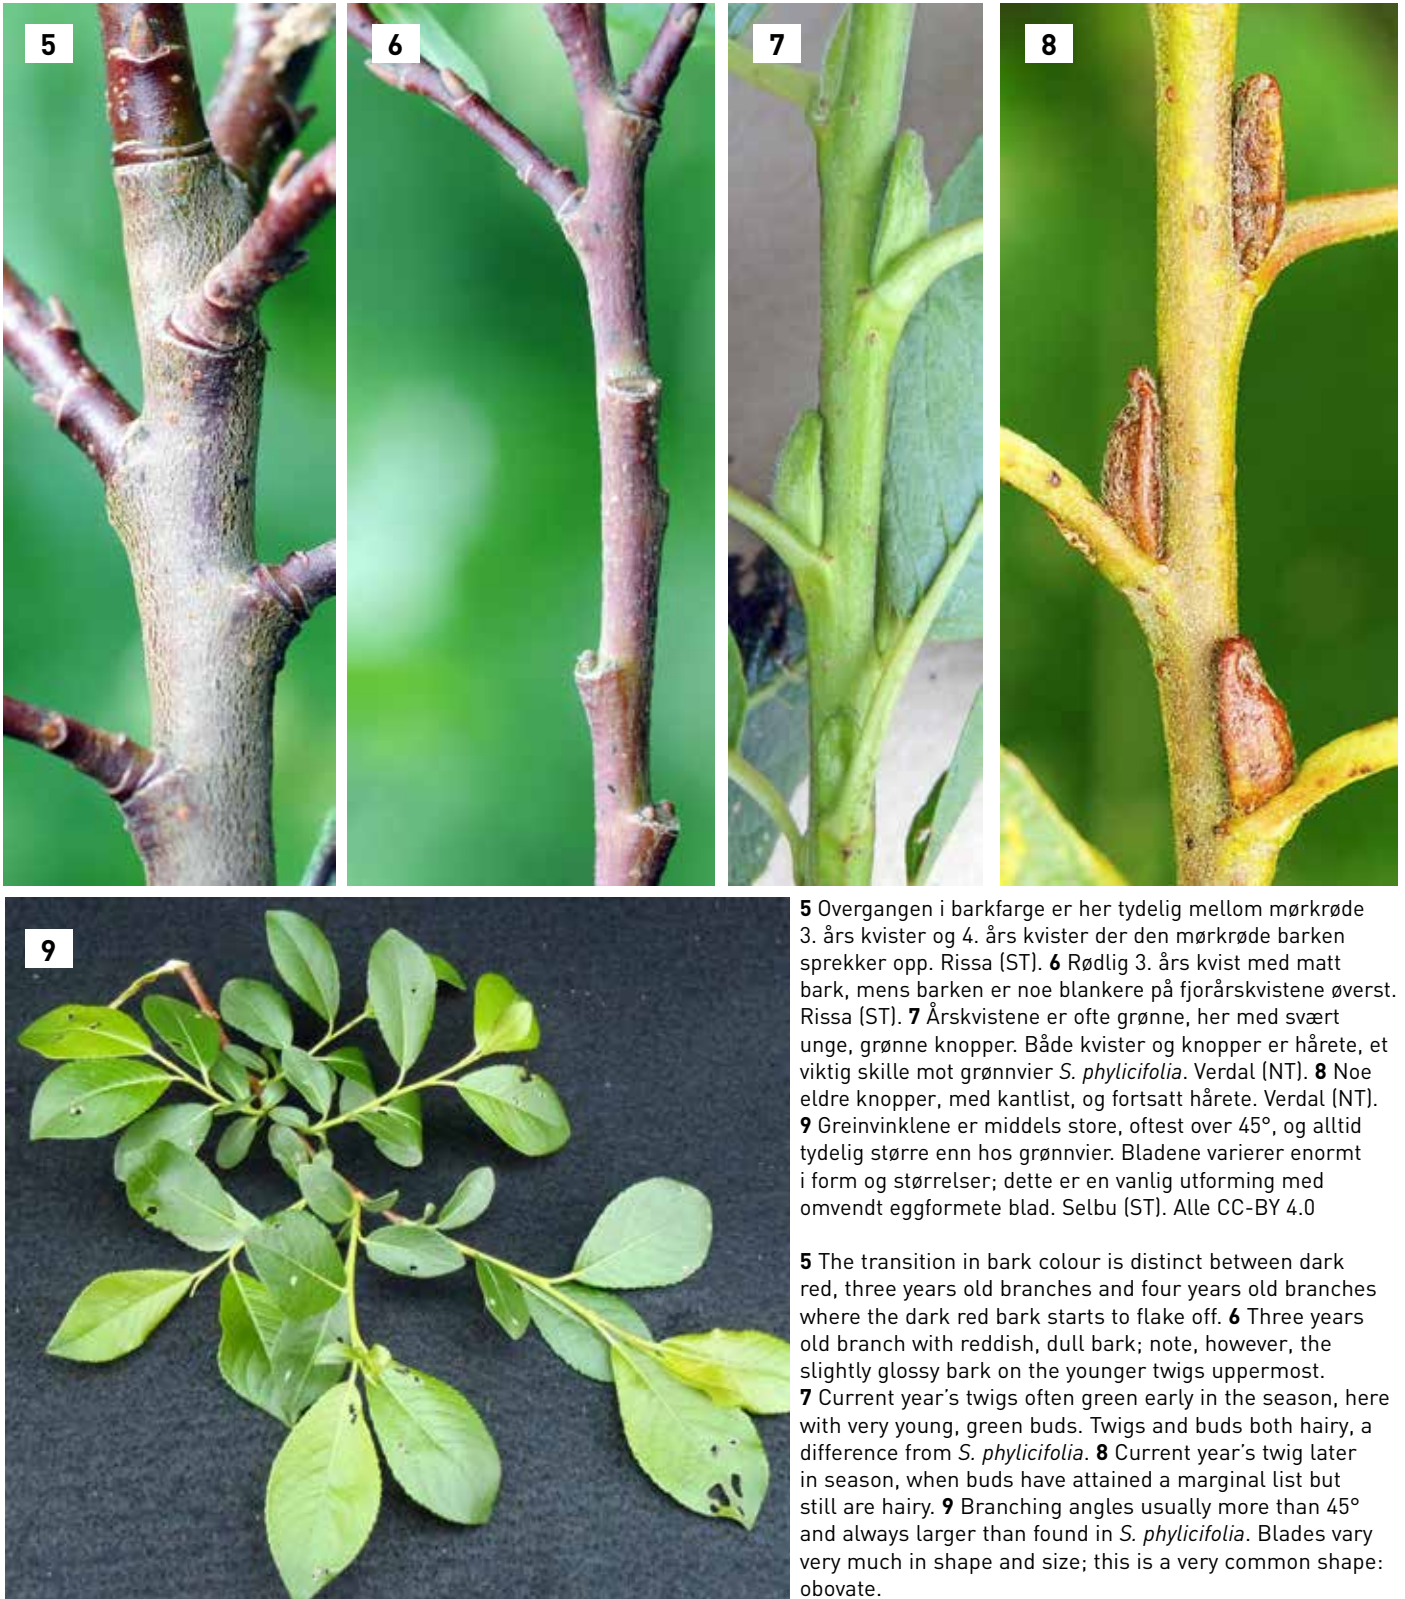 5
6
7
8
9
5 Overgangen i barkfarge er her tydelig mellom mørkrøde
3. års kvister og 4. års kvister der den mørkrøde barken
sprekker opp. Rissa (ST). 6 Rødlig 3. års kvist med matt
bark, mens barken er noe blankere på fjorårskvistene øverst.
Rissa (ST). 7 Årskvistene er ofte grønne, her med svært
unge, grønne knopper. Både kvister og knopper er hårete, et
viktig skille mot grønnvier S. phylicifolia. Verdal (NT). 8 Noe
eldre knopper, med kantlist, og fortsatt hårete. Verdal (NT).
9 Greinvinklene er middels store, oftest over 45°, og alltid
tydelig større enn hos grønnvier. Bladene varierer enormt
i form og størrelser; dette er en vanlig utforming med
omvendt eggformete blad. Selbu (ST). Alle CC-BY 4.0
5 The transition in bark colour is distinct between dark
red, three years old branches and four years old branches
where the dark red bark starts to flake off. 6 Three years
old branch with reddish, dull bark; note, however, the
slightly glossy bark on the younger twigs uppermost.
7 Current year's twigs often green early in the season, here
with very young, green buds. Twigs and buds both hairy, a
difference from S. phylicifolia. 8 Current year's twig later
in season, when buds have attained a marginal list but
still are hairy. 9 Branching angles usually more than 45°
and always larger than found in S. phylicifolia. Blades vary
very much in shape and size; this is a very common shape:
obovate.